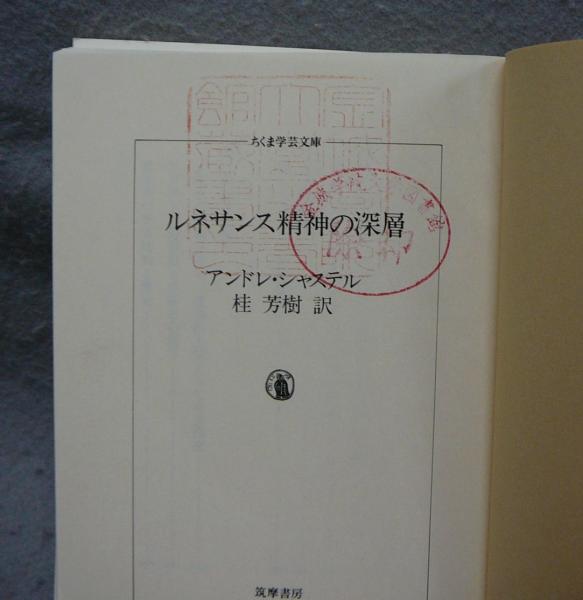 ちくま学芸文庫
ルネサンス精神の深層
アンドレ・シャステル
桂 芳樹 訳
筑摩書房